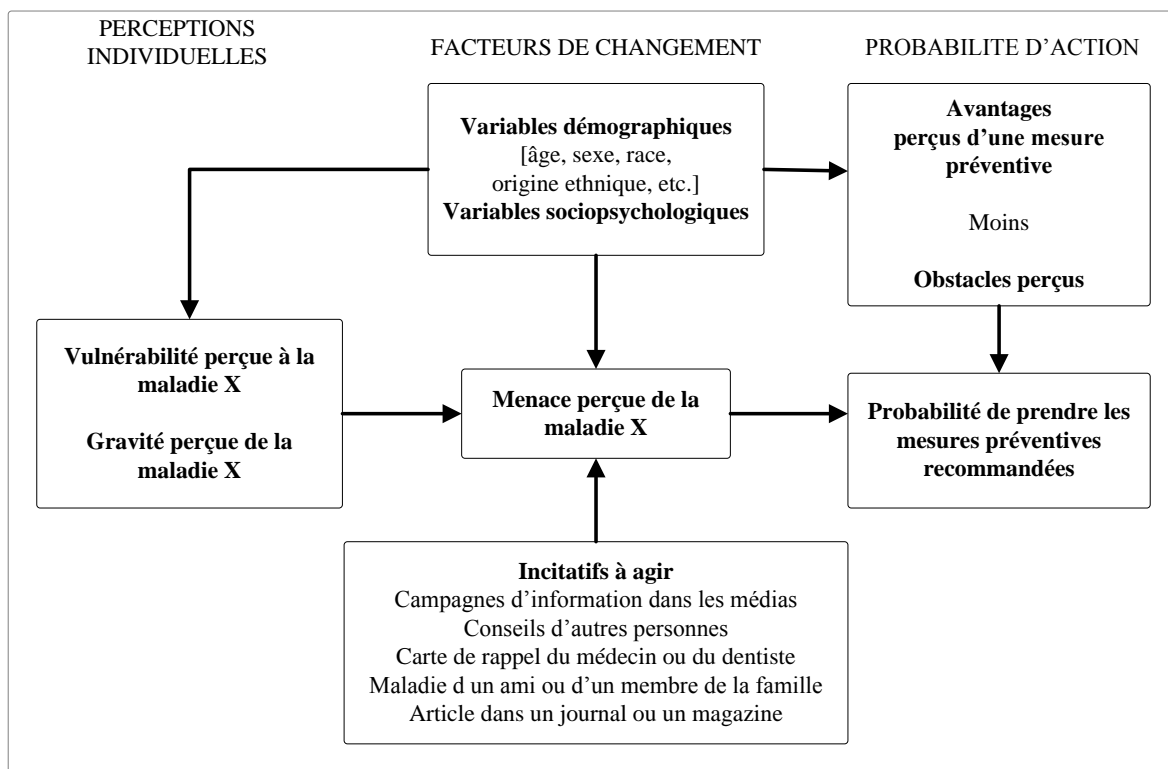 PERCEPTIONS
INDIVIDUELLES
FACTEURS DE CHANGEMENT
PROBABILITE D’ACTION
Variables démographiques
[âge, sexe, race,
origine ethnique, etc.]
Variables sociopsychologiques
Avantages
perçus d’une mesure
préventive
Moins
Obstacles perçus
Vulnérabilité perçue à la
maladie X
Gravité perçue de la
maladie X
Menace perçue de la
maladie X
Probabilité de prendre les
mesures préventives
recommandées
Incitatifs à agir
Campagnes d’information dans les médias
Conseils d’autres personnes
Carte de rappel du médecin ou du dentiste
Maladie d un ami ou d’un membre de la famille
Article dans un journal ou un magazine